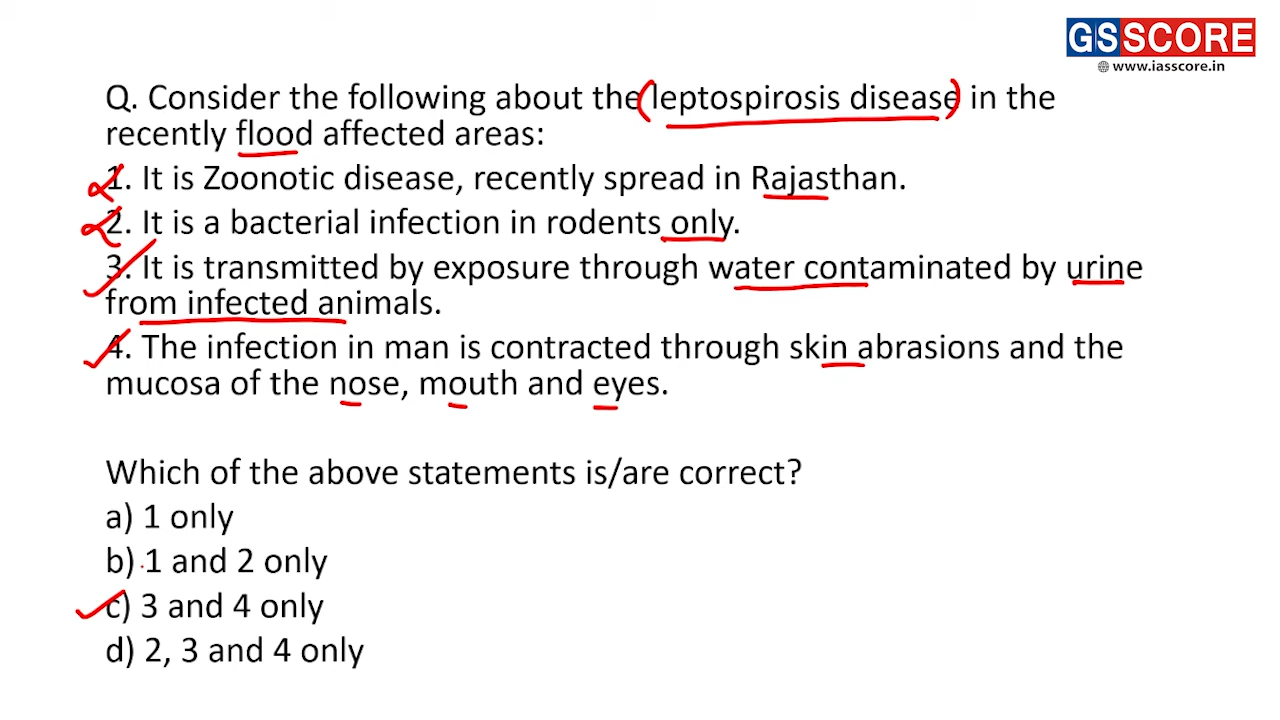 GSSCORE
www.iasscore.in
Q. Consider the following about the leptospirosis disease in the
recently flood affected areas:
1. It is Zoonotic disease, recently spread in Rajasthan.
2. It is a bacterial infection in rodents only.
3. It is transmitted by exposure through water contaminated by urine
from infected animals.
4. The infection in man is contracted through skin abrasions and the
mucosa of the nose, mouth and eyes.
Which of the above statements is/are correct?
a) 1 only
b) 1 and 2 only
c) 3 and 4 only
d) 2, 3 and 4 only